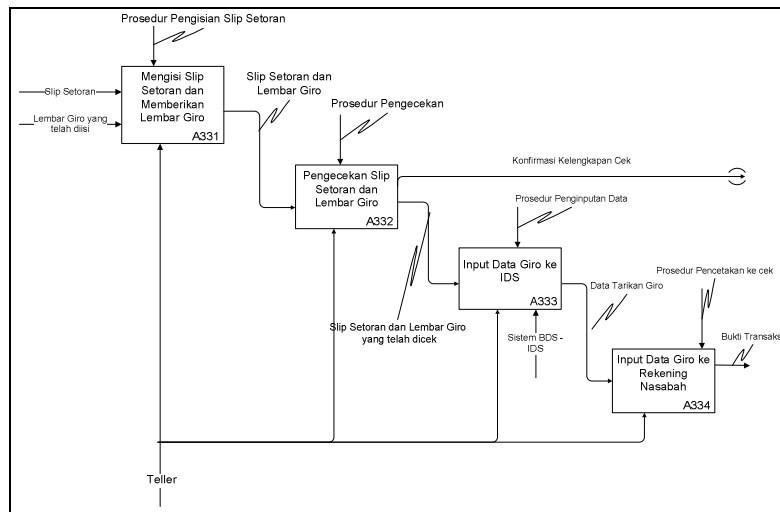 Prosedur Pengisian Slip Setoran
Slip Setoran
Lembar Giro yang
telah diisi
Mengisi Slip
Setoran dan
Memberikan
Lembar Giro
A331
Slip Setoran dan
Lembar Giro
Prosedur Pengecekan
Pengecekan Slip
Setoran dan
Lembar Giro
A332
Konfirmasi Kelengkapan Cek
Prosedur Penginputan Data
Input Data Giro ke
IDS
A333
Slip Setoran dan Lembar Giro
yang telah dicek
Sistem BDS -
IDS
Data Tarikan Giro
Prosedur Pencetakan ke cek
Input Data Giro ke
Rekening
Nasabah
A334
Bukti Transaks
Teller